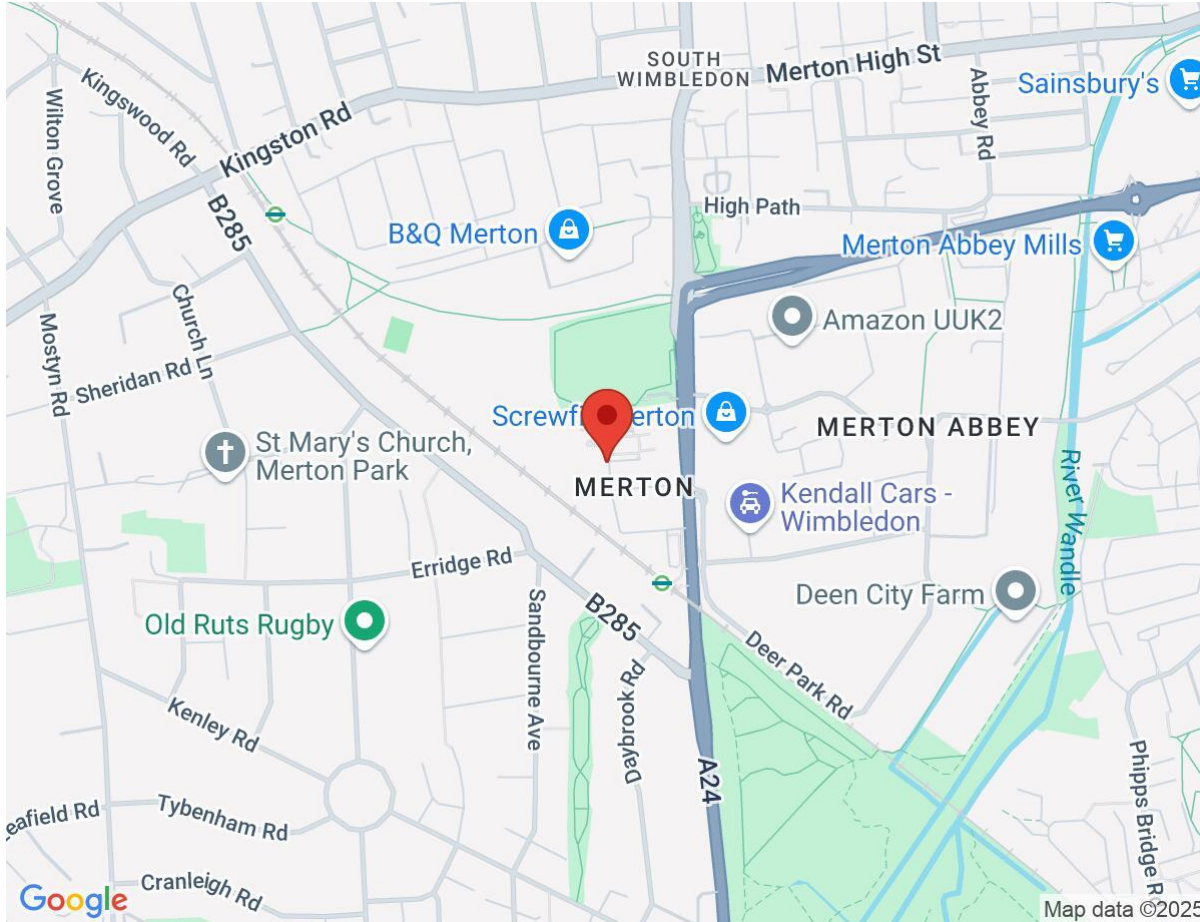 SOUTH
WIMBLEDON
Merton High St
Sainsbury's
Kingswood Rd
Wilton Grove
Kingston Rd
Abbey Rd
B285
High Path
B&Q Merton
Merton Abbey Mills
Church Ln
Mostyn Rd
Amazon UUK2
Sheridan Rd
Screwfi
erton
MERTON ABBEY
St Mary's Church,
Merton Park
MERTON
River Wandle
Kendall Cars -
Wimbledon
Erridge Rd
Deen City Farm
Sandbourne Ave
B285
Old Ruts Rugby
Deer Park Rd
Daybrook Rd
Kenley Rd
A24
Phipps Bridge R
eafield Rd
Tybenham Rd
Cranleigh Rd
Google
Map data ©2025